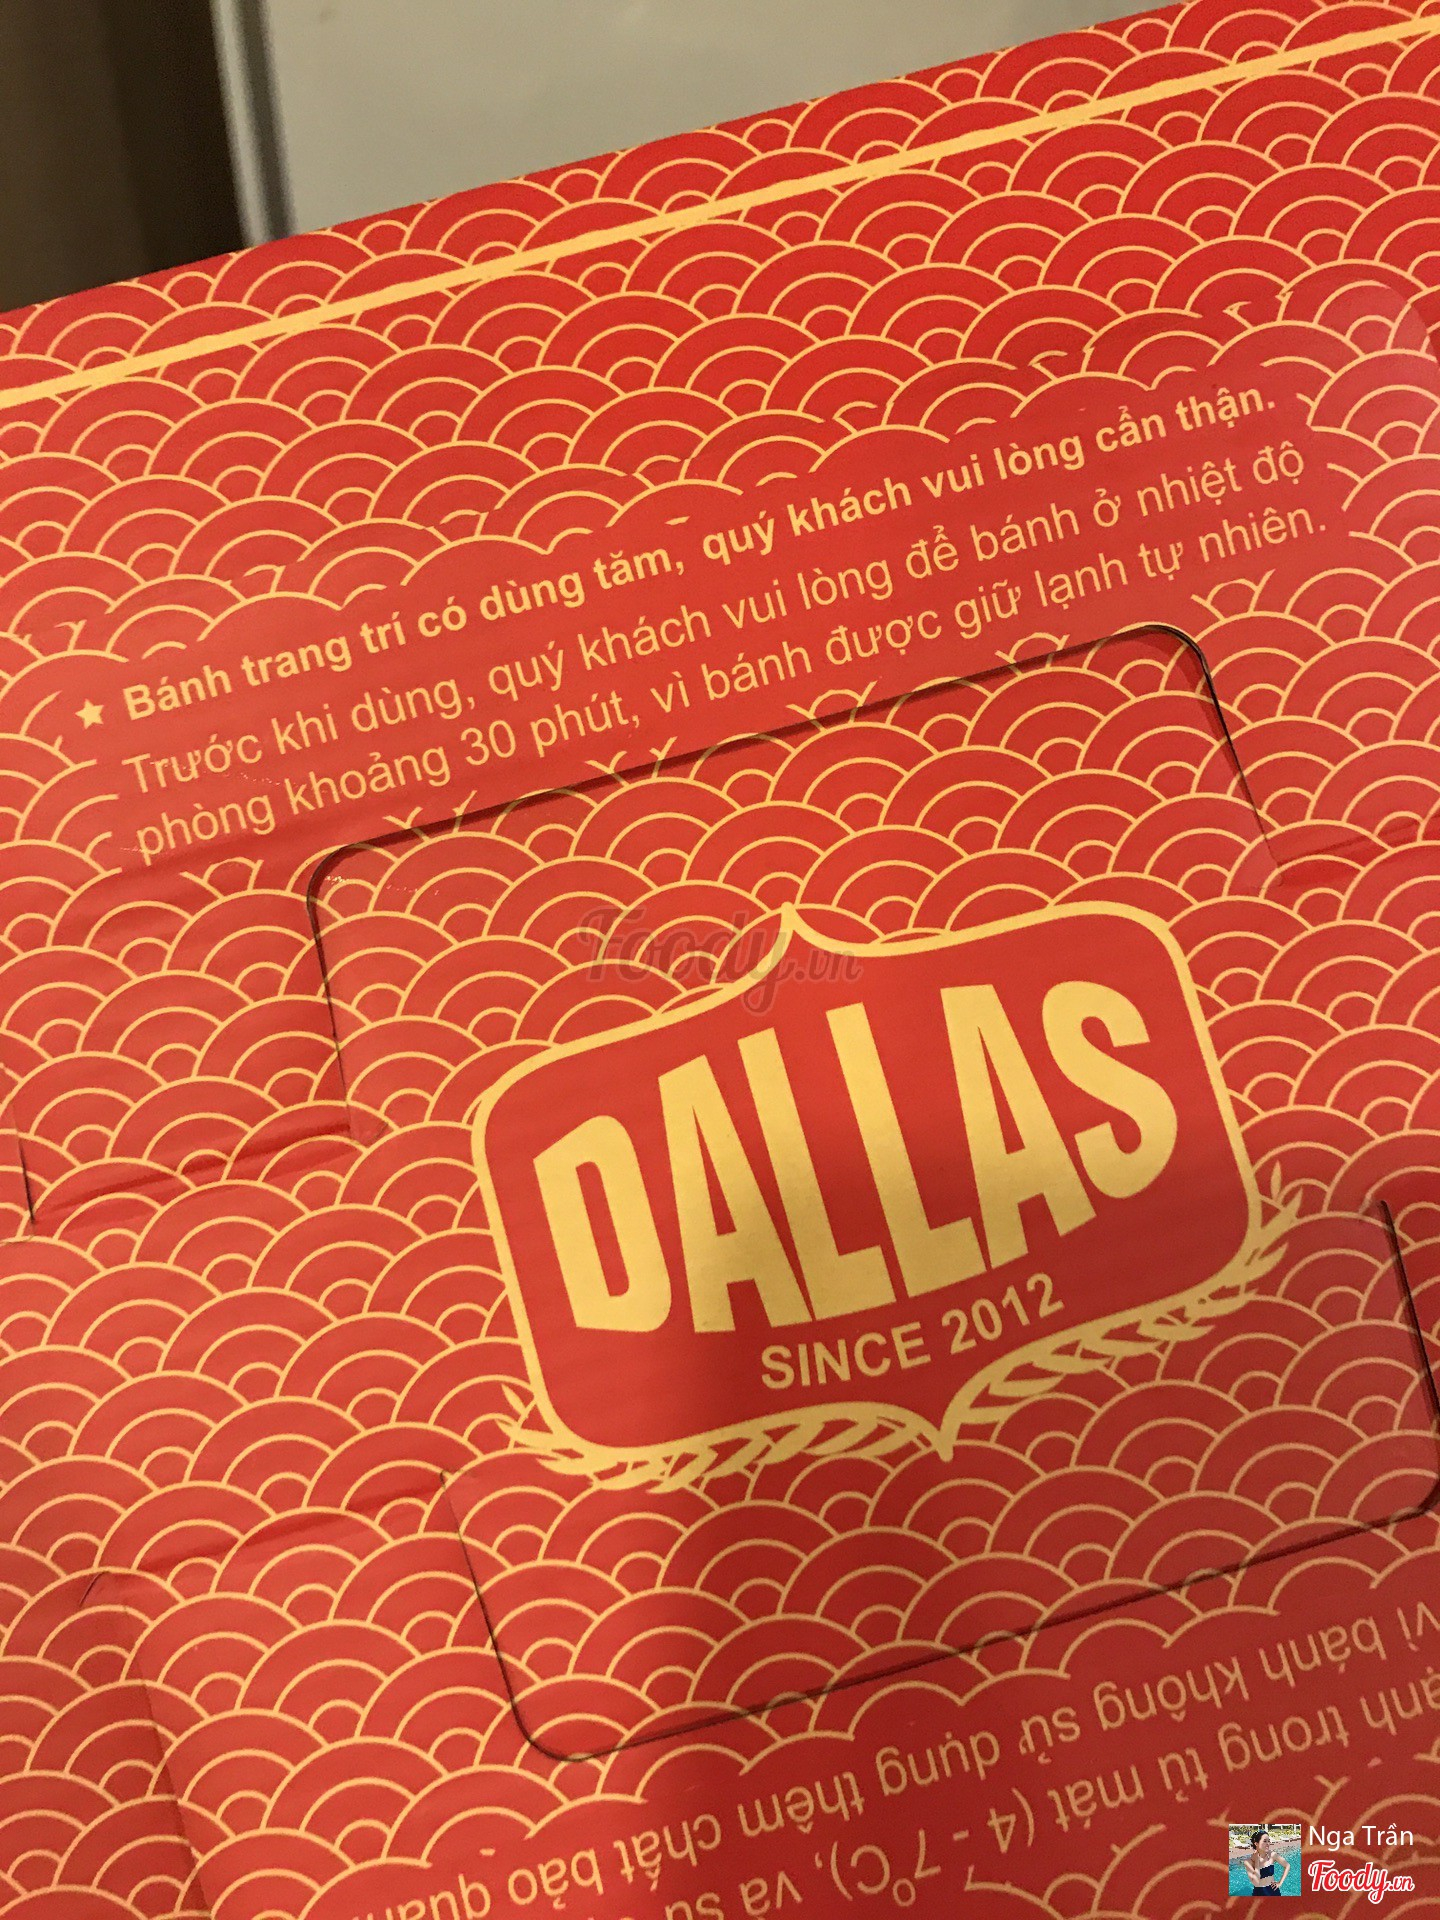 ★ Bánh trang trí có dùng tăm, quý khách vui lòng cẩn thận.
Trước khi dùng, quý khách vui lòng để bánh ở nhiệt độ
phòng khoảng 30 phút, vì bánh được giữ lạnh tự nhiên.
Foody.vn
DALLAS
SINCE 2012
ạnh trong tủ mát (4 - 7°C), và sử
vì bánh không sử dụng thêm chất bảo quản.
Nga Trần
Foody.vn